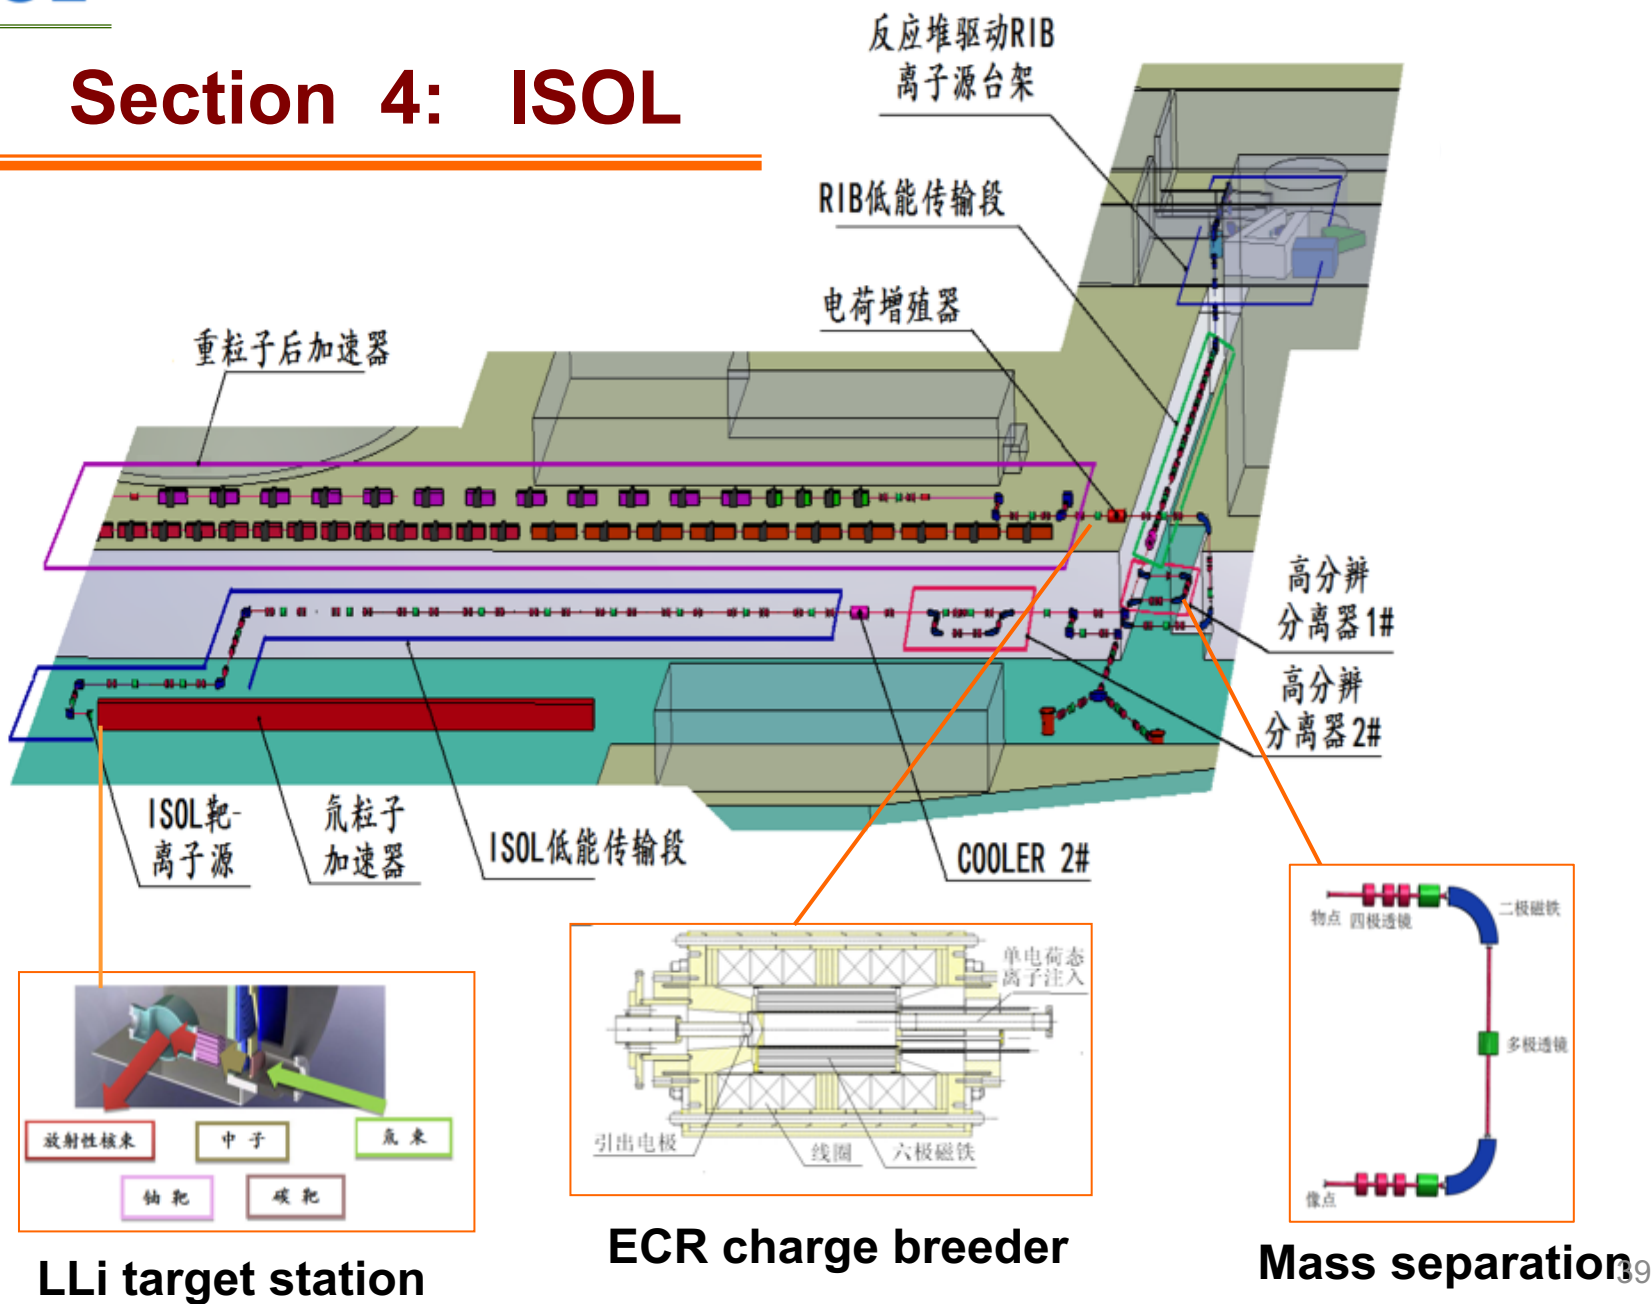 Section 4: ISOL
反应堆驱动RIB
离子源台架
RIB低能传输段
电荷增殖器
重粒子后加速器
高分辨
分离器1#
高分辨
分离器2#
ISOL靶-
离子源
氘粒子
加速器
ISOL低能传输段
COOLER 2#
放射性核束
中子
氘束
铀靶
碳靶
LLi target station
单电荷态
离子注入
引出电极
线圈
六极磁铁
ECR charge breeder
物点
四极透镜
二极磁铁
多极透镜
像点
Mass separation
39